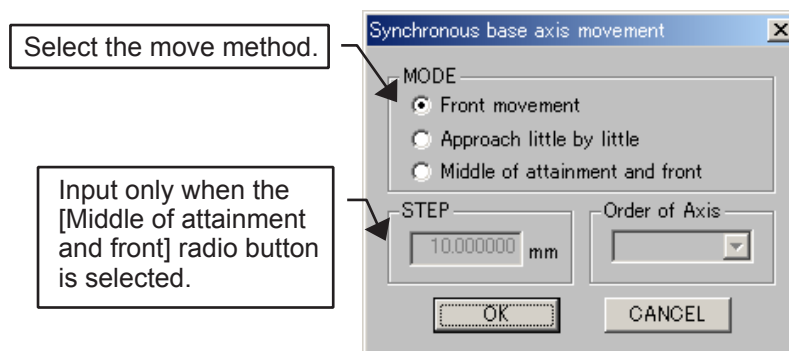 Select the move method.
Synchronous base axis movement
MODE
Front movement
Approach little by little
Middle of attainment and front
Input only when the
[Middle of attainment
and front] radio button
is selected.
STEP
10.000000 mm
Order of Axis
OK
CANCEL